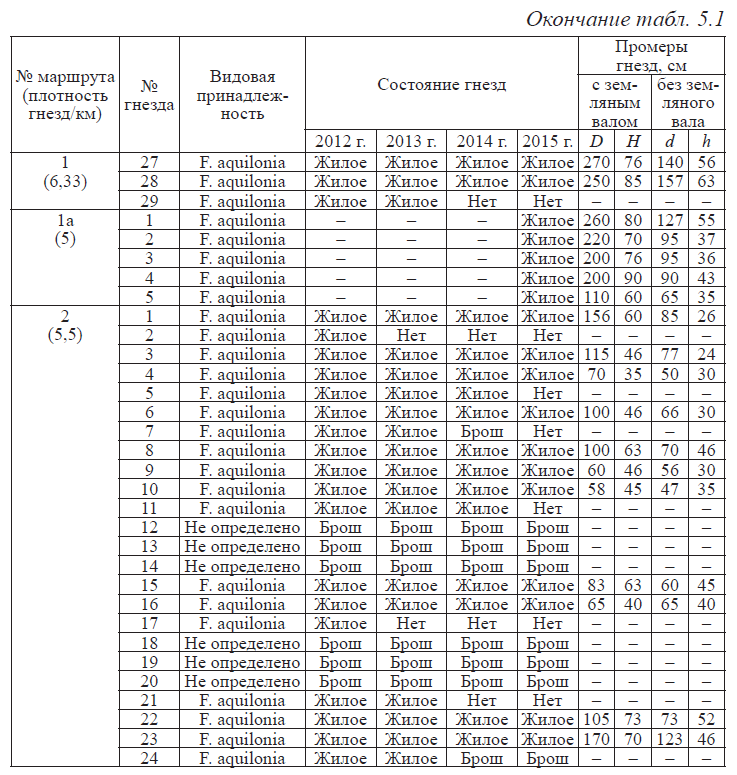 Окончание табл. 5.1
№ маршрута (плотность гнезд/км) № гнезда Видовая принадлеж- ность Состояние гнезд Промеры гнезд, см
с зем- ляным валом без зем- ляного вала
2012 г. 2013 г. 2014 г. 2015 г. D H d h
1 27 F. aquilonia Жилое Жилое Жилое Жилое 270 76 140 56
(6,33) 28 F. aquilonia Жилое Жилое Жилое Жилое 250 85 157 63
29 F. aquilonia Жилое Жилое Нет Нет – – – –
1а 1 F. aquilonia – – – Жилое 260 80 127 55
(5) 2 F. aquilonia – – – Жилое 220 70 95 37
3 F. aquilonia – – – Жилое 200 76 95 36
4 F. aquilonia – – – Жилое 200 90 90 43
5 F. aquilonia – – – Жилое 110 60 65 35
2 1 F. aquilonia Жилое Жилое Жилое Жилое 156 60 85 26
(5,5) 2 F. aquilonia Жилое Нет Нет Нет – – – –
3 F. aquilonia Жилое Жилое Жилое Жилое 115 46 77 24
4 F. aquilonia Жилое Жилое Жилое Жилое 70 35 50 30
5 F. aquilonia Жилое Жилое Жилое Нет – – – –
6 F. aquilonia Жилое Жилое Жилое Жилое 100 46 66 30
7 F. aquilonia Жилое Жилое Брош Нет – – – –
8 F. aquilonia Жилое Жилое Жилое Жилое 100 63 70 46
9 F. aquilonia Жилое Жилое Жилое Жилое 60 46 56 30
10 F. aquilonia Жилое Жилое Жилое Жилое 58 45 47 35
11 F. aquilonia Жилое Жилое Жилое Нет – – – –
12 Не определено Брош Брош Брош Брош – – – –
13 Не определено Брош Брош Брош Брош – – – –
14 Не определено Брош Брош Брош Брош – – – –
15 F. aquilonia Жилое Жилое Жилое Жилое 83 63 60 45
16 F. aquilonia Жилое Жилое Жилое Жилое 65 40 65 40
17 F. aquilonia Жилое Нет Нет Нет – – – –
18 Не определено Брош Брош Брош Брош – – – –
19 Не определено Брош Брош Брош Брош – – – –
20 Не определено Брош Брош Брош Брош – – – –
21 F. aquilonia Жилое Жилое Нет Нет – – – –
22 F. aquilonia Жилое Жилое Жилое Жилое 105 73 73 52
23 F. aquilonia Жилое Жилое Жилое Жилое 170 70 123 46
24 F. aquilonia Жилое Жилое Брош Брош – – – –